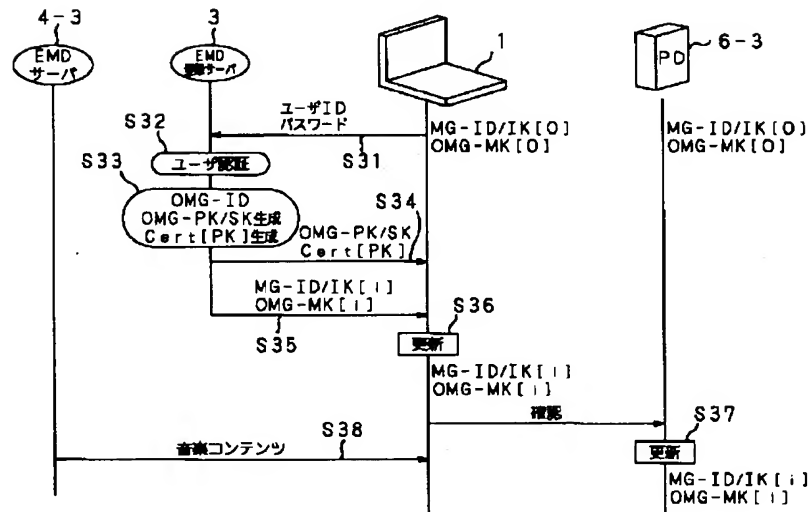 4-3
EMD
サーバ
3
EMD
登録サーバ
1
6-3
PD
ユーザID
パスワード
S31
MG-ID/IK[0]
OMG-MK[0]
MG-ID/IK[0]
OMG-MK[0]
S32
ユーザ認証
S33
OMG-ID
OMG-PK/SK生成
Cert[PK]生成
S34
OMG-PK/SK
Cert[PK]
MG-ID/IK[i]
OMG-MK[i]
S35
S36
更新
MG-ID/IK[i]
OMG-MK[i]
確認
S37
更新
MG-ID/IK[i]
OMG-MK[i]
S38
音楽コンテンツ